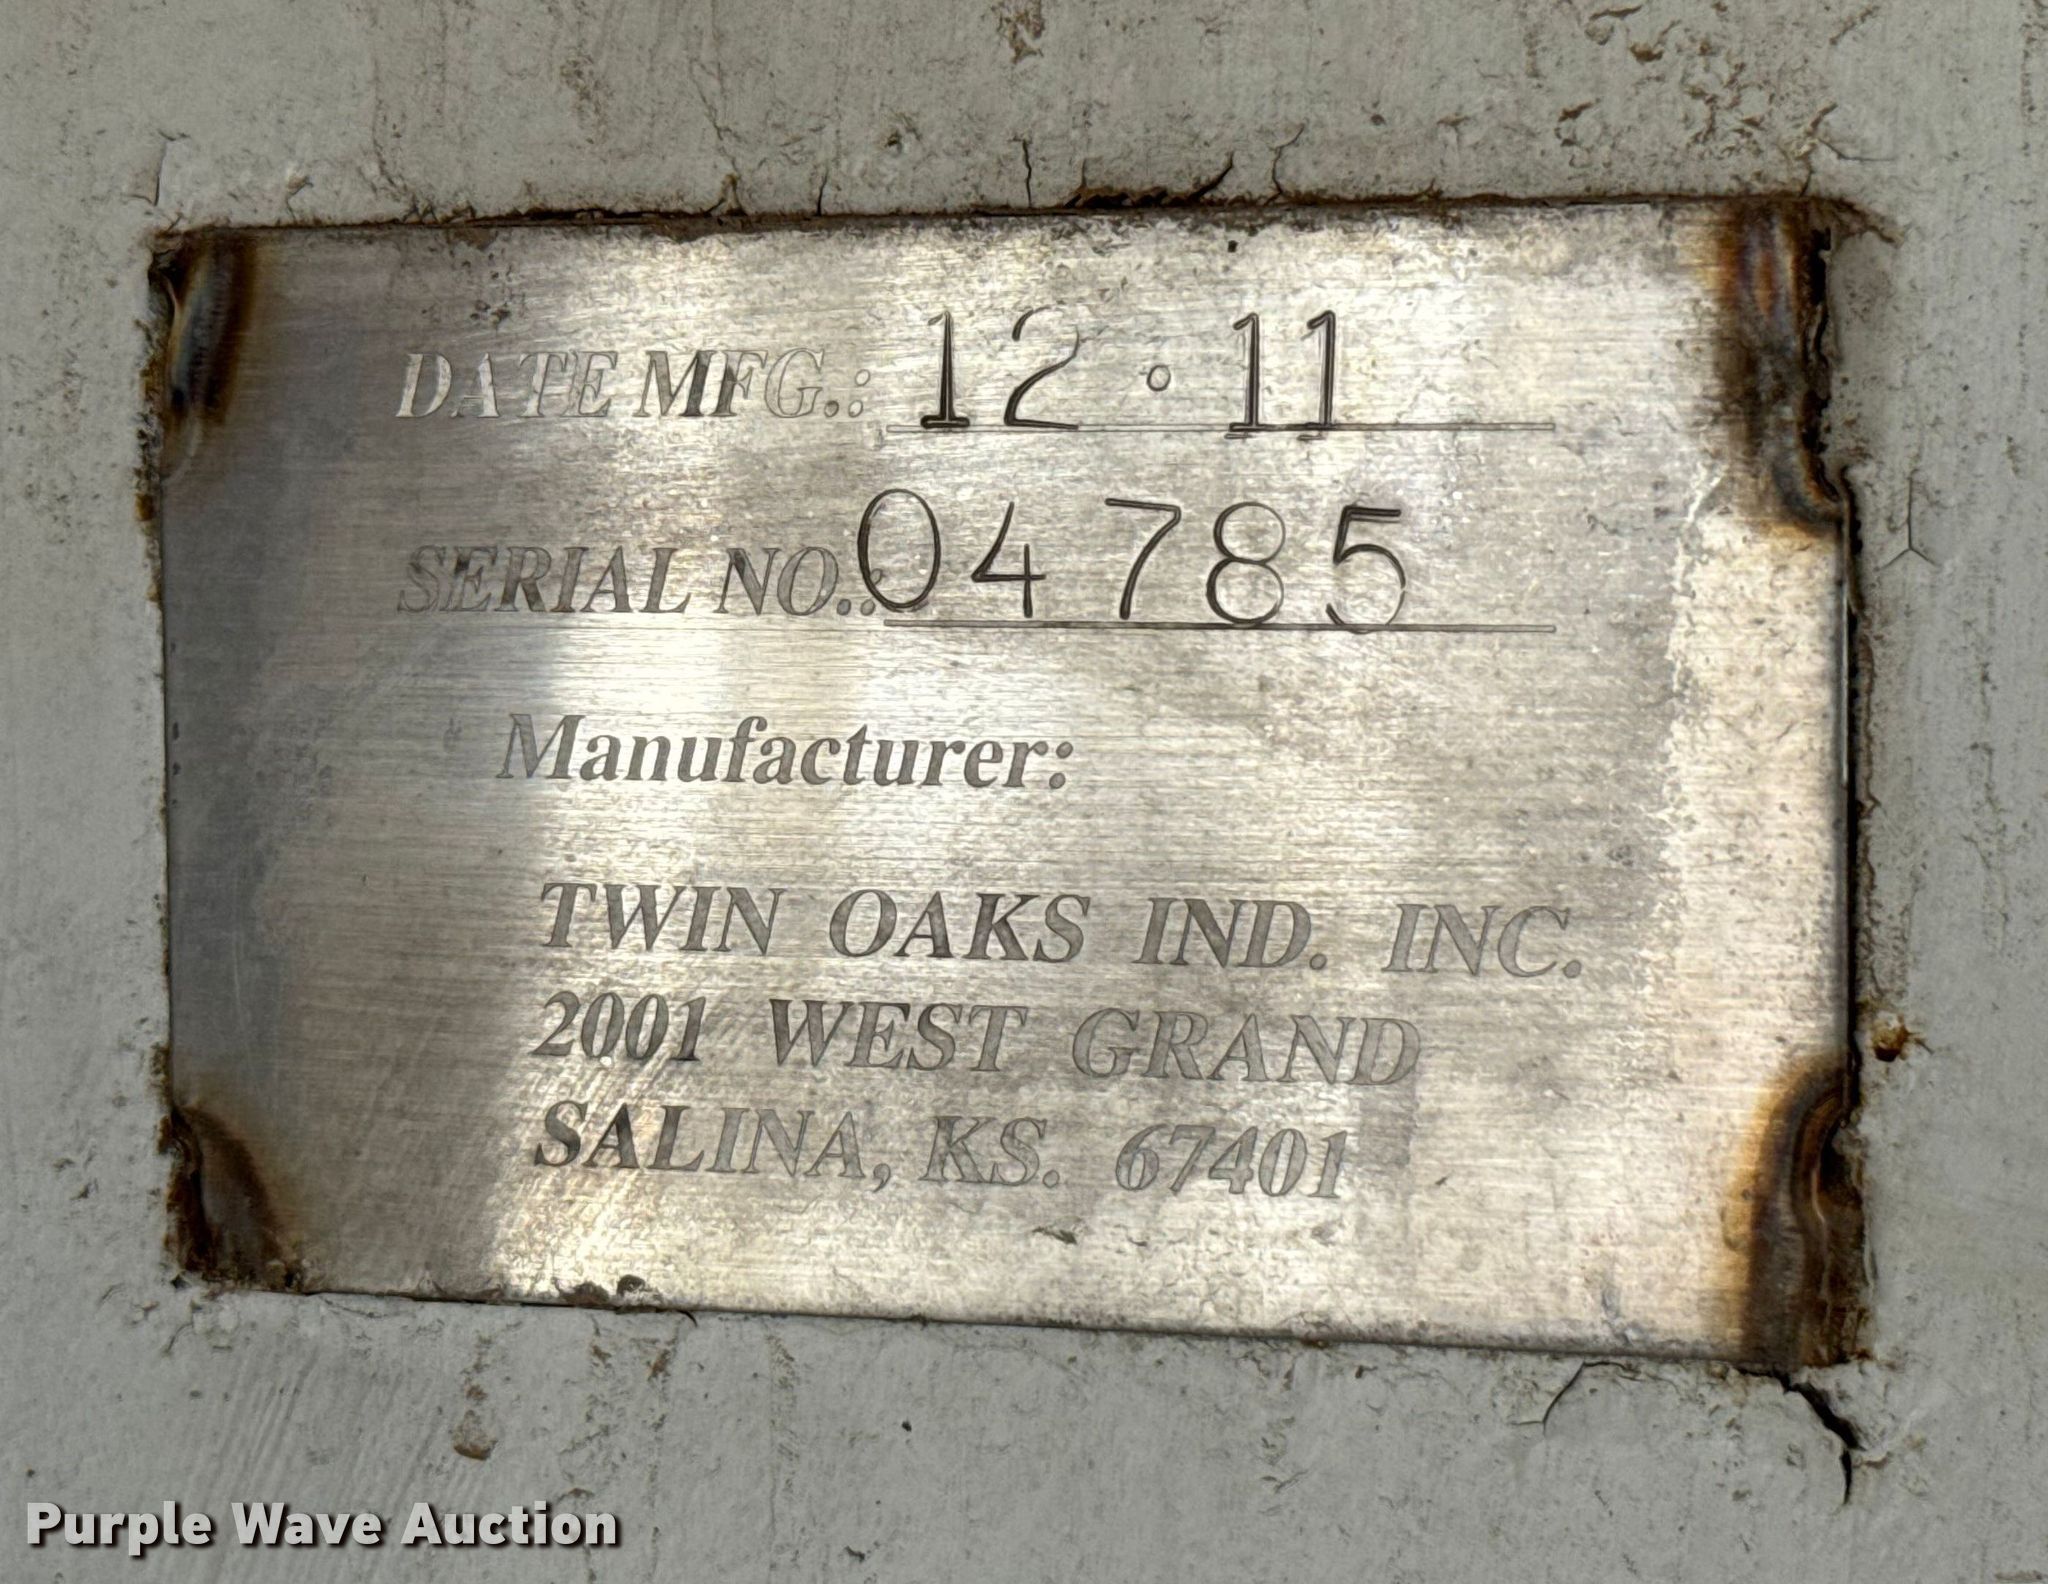 DATE MFG.: 12 · 11
SERIAL NO.: 04785
Manufacturer:
TWIN OAKS IND. INC.
2001 WEST GRAND
SALINA, KS. 67401
Purple Wave Auction